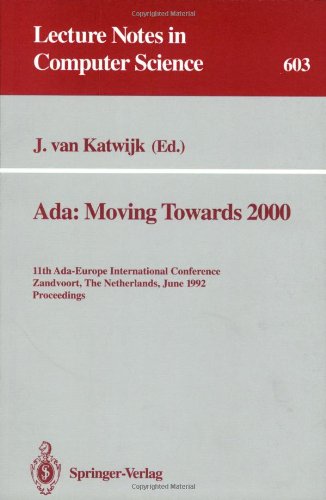 Lecture Notes in
Computer Science
603
J. van Katwijk (Ed.)
Ada: Moving Towards 2000
11th Ada-Europe International Conference
Zandvoort, The Netherlands, June 1992
Proceedings
Springer-Verlag